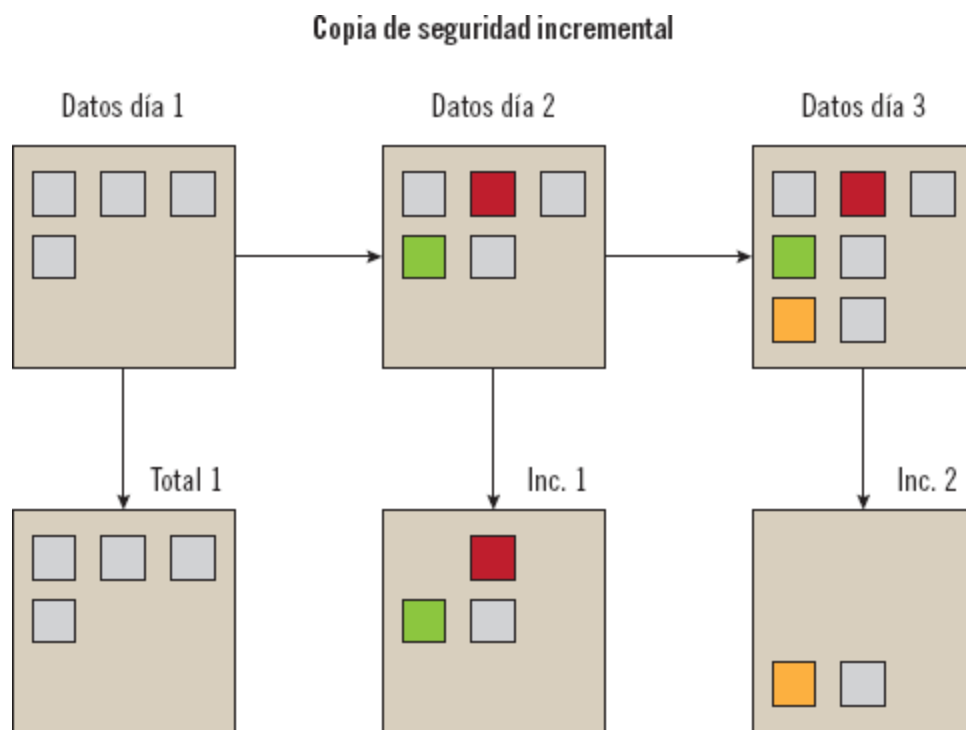 Copia de seguridad incremental
Datos día 1
Datos día 2
Datos día 3
Total 1
Inc. 1
Inc. 2